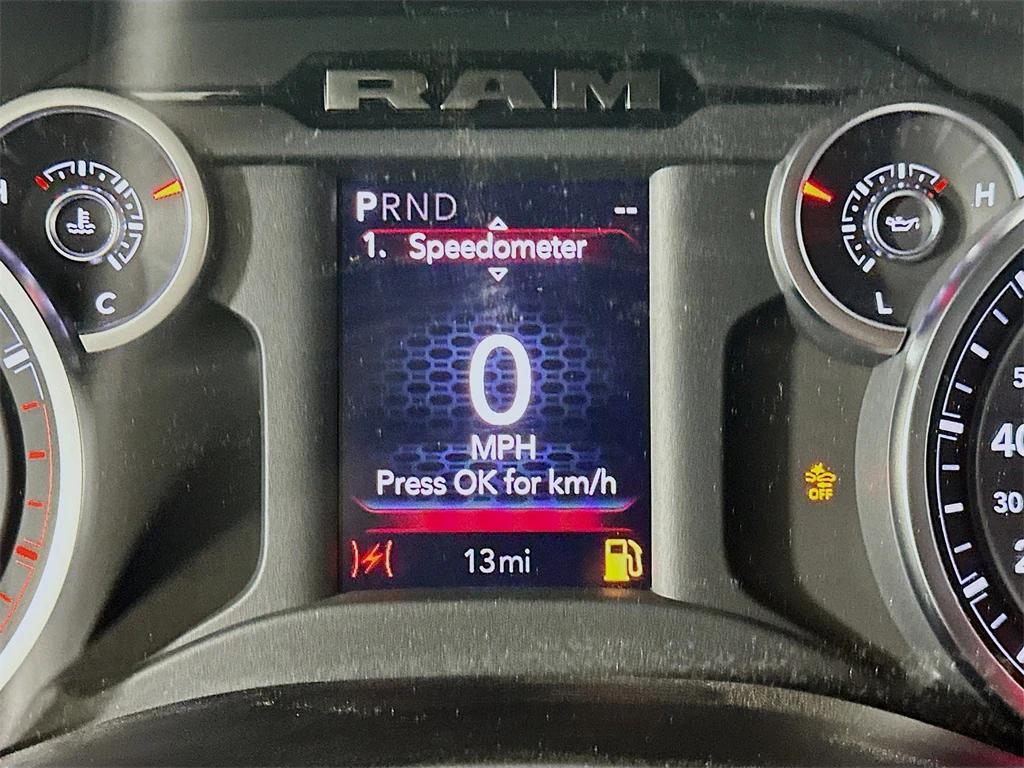 RAM
PRND
--
1. Speedometer
H
H
C
L
0
MPH
Press OK for km/h
13mi
OFF
40
30